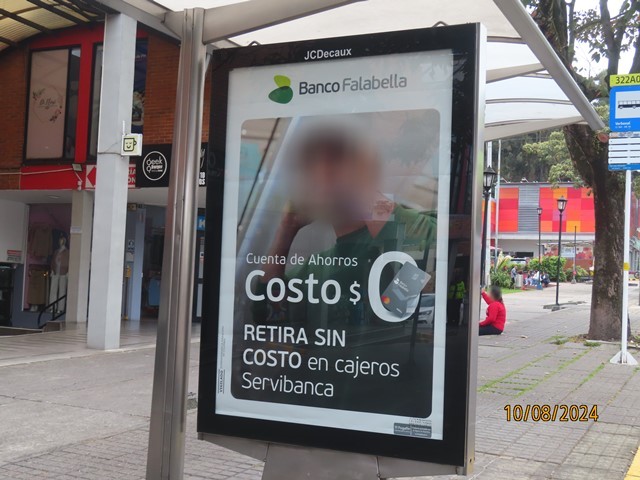 JCDecaux
Banco Falabella
Cuenta de Ahorros
Costo $ 0
RETIRA SIN
COSTO en cajeros
Servibanca
322A0
10/08/2024